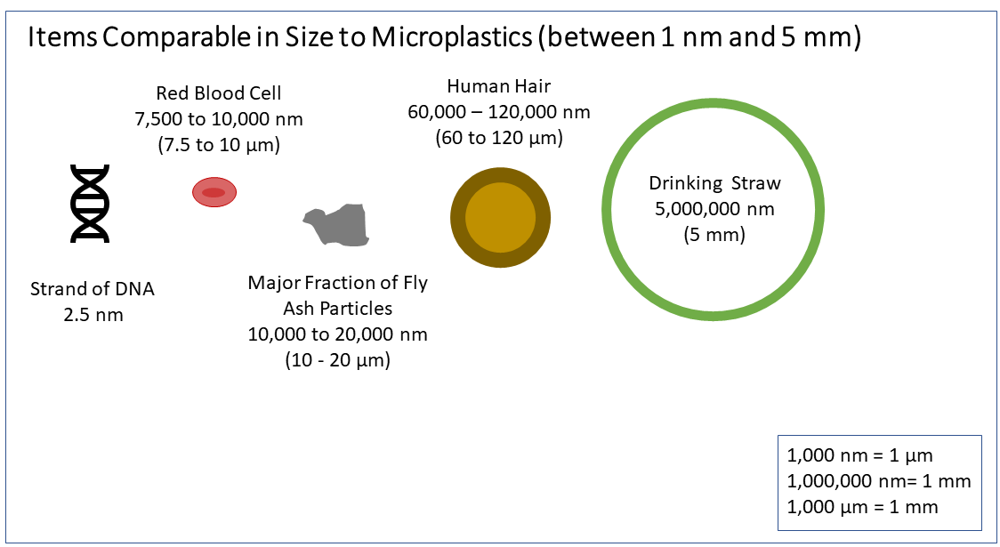 Items Comparable in Size to Microplastics (between 1 nm and 5 mm)
Red Blood Cell
7,500 to 10,000 nm
(7.5 to 10 µm)
Human Hair
60,000 – 120,000 nm
(60 to 120 µm)
Drinking Straw
5,000,000 nm
(5 mm)
Strand of DNA
2.5 nm
Major Fraction of Fly
Ash Particles
10,000 to 20,000 nm
(10 - 20 µm)
1,000 nm = 1 µm
1,000,000 nm= 1 mm
1,000 µm = 1 mm